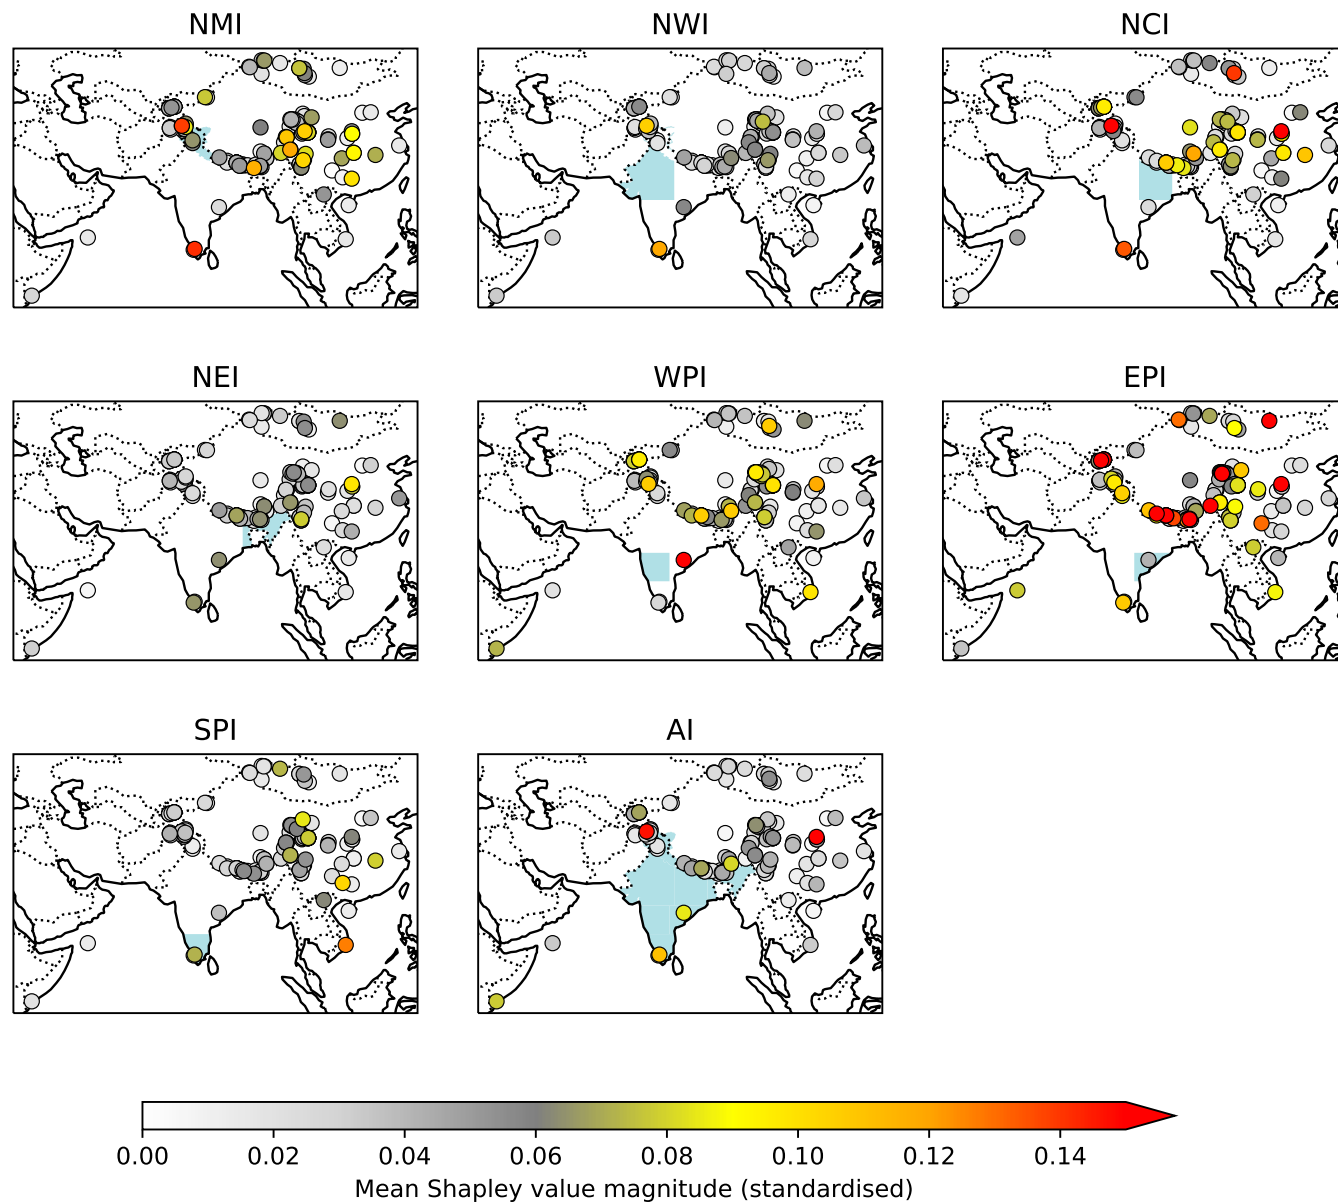 NMI NWI NCI
NEI WPI EPI
SPI AI
0.00 0.02 0.04 0.06 0.08 0.10 0.12 0.14
Mean Shapley value magnitude (standardised)